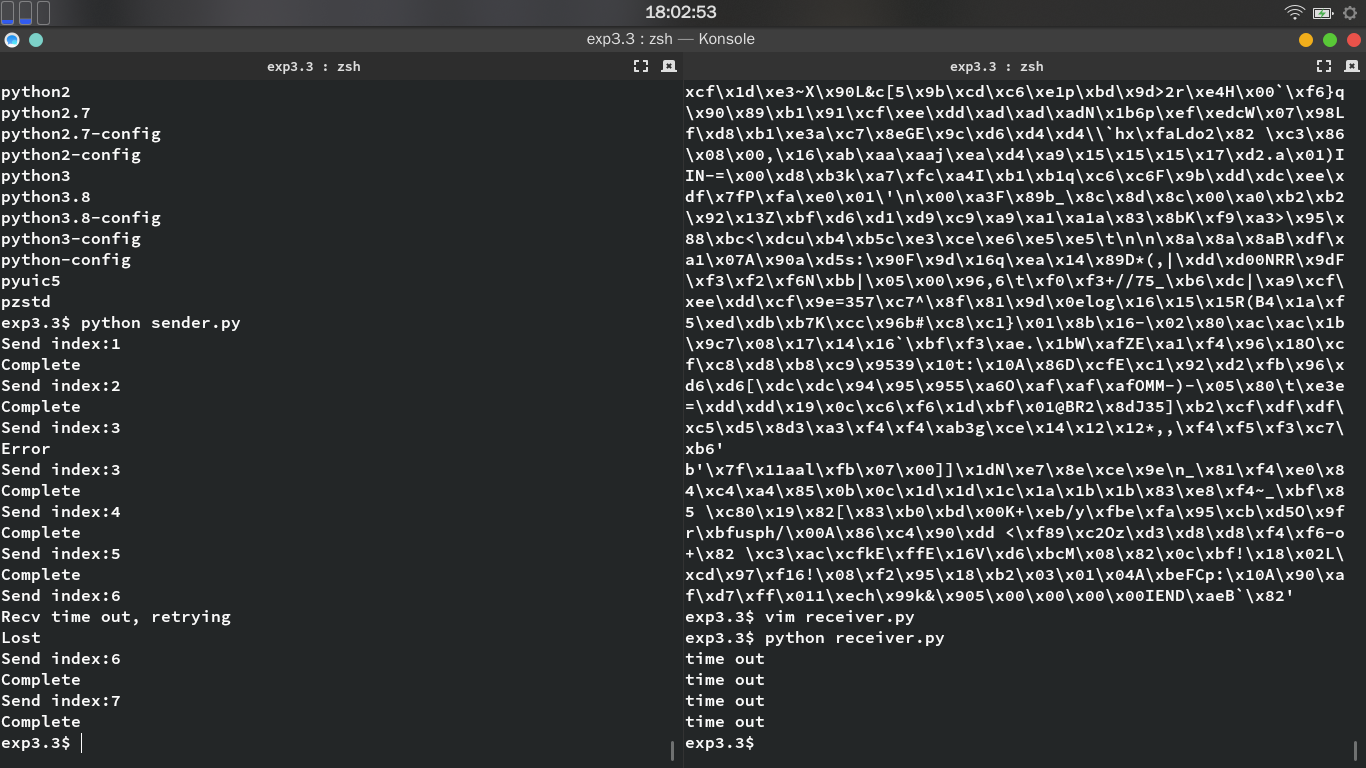 18:02:53
exp3.3 : zsh — Konsole
exp3.3 : zsh
python2
python2.7
python2.7-config
python2-config
python3
python3.8
python3.8-config
python3-config
python-config
pyuic5
pzstd
exp3.3$ python sender.py
Send index:1
Complete
Send index:2
Complete
Send index:3
Error
Send index:3
Complete
Send index:4
Complete
Send index:5
Complete
Send index:6
Recv time out, retrying
Lost
Send index:6
Complete
Send index:7
Complete
exp3.3$
exp3.3 : zsh
xcf\x1d\xe3~X\x90L&c[5\x9b\xcd\xc6\xe1p\xbd\x9d>2r\xe4H\x00`\xf6}q
\x90\x89\xb1\x91\xcf\xee\xdd\xad\xad\xadN\x1b6p\xef\xedcW\x07\x98L
f\xd8\xb1\xe3a\xc7\x8eGE\x9c\xd6\xd4\xd4\\`hx\xfaLdo2\x82 \xc3\x86
\x08\x00,\x16\xab\xaa\xaaj\xea\xd4\xa9\x15\x15\x15\x17\xd2.a\x01)I
IN-=\x00\xd8\xb3k\xa7\xfc\xa4I\xb1\xb1q\xc6\xc6F\x9b\xdd\xdc\xee\x
df\x7fP\xfa\xe0\x01\'\n\x00\xa3F\x89b_\x8c\x8d\x8c\x00\xa0\xb2\xb2
\x92\x13Z\xbf\xd6\xd1\xd9\xc9\xa9\xa1\xa1a\x83\x8bK\xf9\xa3>\x95\x
88\xbc<\xdcu\xb4\xb5c\xe3\xce\xe6\xe5\xe5\t\n\n\x8a\x8a\x8aB\xdf\x
a1\x07A\x90a\xd5s:\x90F\x9d\x16q\xea\x14\x89D*(,|\xdd\xd00NRR\x9dF
\xf3\xf2\xf6N\xbb|\x05\x00\x96,6\t\xf0\xf3+//75_\xb6\xdc|\xa9\xcf\
xee\xdd\xcf\x9e=357\xc7^\x8f\x81\x9d\x0elog\x16\x15\x15R(B4\x1a\xf
5\xed\xdb\xb7K\xcc\x96b#\xc8\xc1}\x01\x8b\x16-\x02\x80\xac\xac\x1b
\x9c7\x08\x17\x14\x16`\xbf\xf3\xae.\x1bW\xafZE\xa1\xf4\x96\x18O\xc
f\xc8\xd8\xb8\xc9\x9539\x10t:\x10A\x86D\xcfE\xc1\x92\xd2\xfb\x96\x
d6\xd6[\xdc\xdc\x94\x95\x955\xa6O\xaf\xaf\xafOMM-)-\x05\x80\t\xe3e
=\xdd\xdd\x19\x0c\xc6\xf6\x1d\xbf\x01@BR2\x8dJ35]\xb2\xcf\xdf\xdf\
xc5\xd5\x8d3\xa3\xf4\xf4\xab3g\xce\x14\x12\x12*,,\xf4\xf5\xf3\xc7\
xb6'
b'\x7f\x11aal\xfb\x07\x00]]\x1dN\xe7\x8e\xce\x9e\n_\x81\xf4\xe0\x8
4\xc4\xa4\x85\x0b\x0c\x1d\x1d\x1c\x1a\x1b\x1b\x83\xe8\xf4~_\xbf\x8
5 \xc80\x19\x82[\x83\xb0\xbd\x00K+\xeb/y\xfbe\xfa\x95\xcb\xd5O\x9f
r\xbfusph/\x00A\x86\xc4\x90\xdd <\xf89\xc2Oz\xd3\xd8\xd8\xf4\xf6-o
+\x82 \xc3\xac\xcfkE\xffE\x16V\xd6\xbcM\x08\x82\x0c\xbf!\x18\x02L\
xcd\x97\xf16!\x08\xf2\x95\x18\xb2\x03\x01\x04A\xbeFCp:\x10A\x90\xa
f\xd7\xff\x011\xech\x99k&\x905\x00\x00\x00\x00IEND\xaeB`\x82'
exp3.3$ vim receiver.py
exp3.3$ python receiver.py
time out
time out
time out
time out
exp3.3$